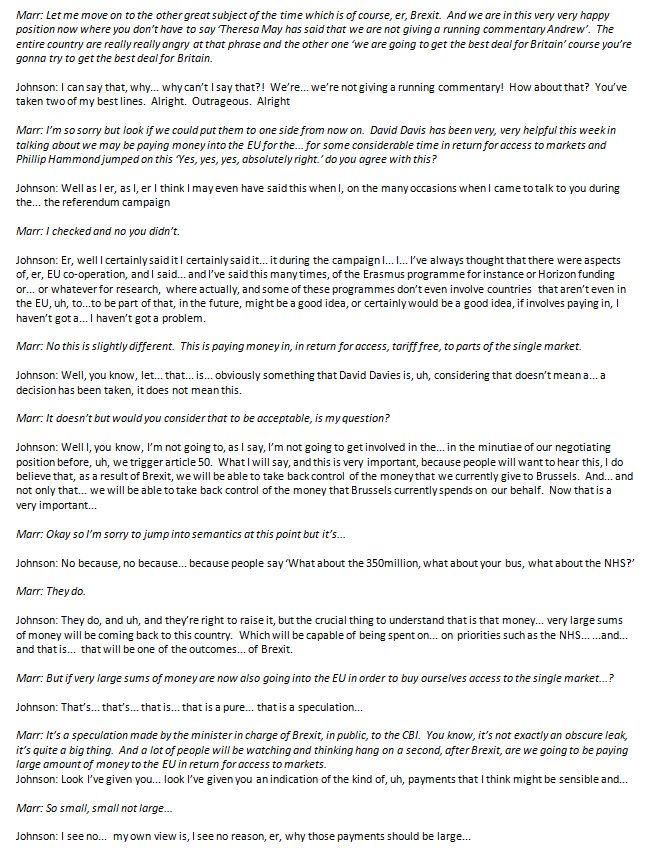 Marr: Let me move on to the other great subject of the time which is of course, er, Brexit. And we are in this very very happy
position now where you don't have to say 'Theresa May has said that we are not giving a running commentary Andrew'. The
entire country are really really angry at that phrase and the other one 'we are going to get the best deal for Britain' course you're
gonna try to get the best deal for Britain.
Johnson: I can say that, why... why can't I say that?! We're... we're not giving a running commentary! How about that? You've
taken two of my best lines. Alright. Outrageous. Alright
Marr: I'm so sorry but look if we could put them to one side from now on. David Davis has been very, very helpful this week in
talking about we may be paying money into the EU for the... for some considerable time in return for access to markets and
Phillip Hammond jumped on this 'Yes, yes, yes, absolutely right.' do you agree with this?
Johnson: Well as I er, as I, er I think I may even have said this when I, on the many occasions when I came to talk to you during
the... the referendum campaign
Marr: I checked and no you didn't.
Johnson: Er, well I certainly said it I certainly said it... it during the campaign I... I... I've always thought that there were aspects
of, er, EU co-operation, and I said... and I've said this many times, of the Erasmus programme for instance or Horizon funding
or... or whatever for research, where actually, and some of these programmes don't even involve countries that aren't even in
the EU, uh, to...to be part of that, in the future, might be a good idea, or certainly would be a good idea, if involves paying in, I
haven't got a... I haven't got a problem.
Marr: No this is slightly different. This is paying money in, in return for access, tariff free, to parts of the single market.
Johnson: Well, you know, let... that... is... obviously something that David Davies is, uh, considering that doesn't mean a... a
decision has been taken, it does not mean this.
Marr: It doesn't but would you consider that to be acceptable, is my question?
Johnson: Well I, you know, I'm not going to, as I say, I'm not going to get involved in the... in the minutiae of our negotiating
position before, uh, we trigger article 50. What I will say, and this is very important, because people will want to hear this, I do
believe that, as a result of Brexit, we will be able to take back control of the money that we currently give to Brussels. And... and
not only that... we will be able to take back control of the money that Brussels currently spends on our behalf. Now that is a
very important...
Marr: Okay so I'm sorry to jump into semantics at this point but it's...
Johnson: No because, no because... because people say 'What about the 350million, what about your bus, what about the NHS?'
Marr: They do.
Johnson: They do, and uh, and they're right to raise it, but the crucial thing to understand that is that money... very large sums
of money will be coming back to this country. Which will be capable of being spent on... on priorities such as the NHS... ...and...
and that is... that will be one of the outcomes... of Brexit.
Marr: But if very large sums of money are now also going into the EU in order to buy ourselves access to the single market...?
Johnson: That's... that's... that is... that is a pure... that is a speculation...
Marr: It's a speculation made by the minister in charge of Brexit, in public, to the CBI. You know, it's not exactly an obscure leak,
it's quite a big thing. And a lot of people will be watching and thinking hang on a second, after Brexit, are we going to be paying
large amount of money to the EU in return for access to markets.
Johnson: Look I've given you... look I've given you an indication of the kind of, uh, payments that I think might be sensible and...
Marr: So small, small not large...
Johnson: I see no... my own view is, I see no reason, er, why those payments should be large...